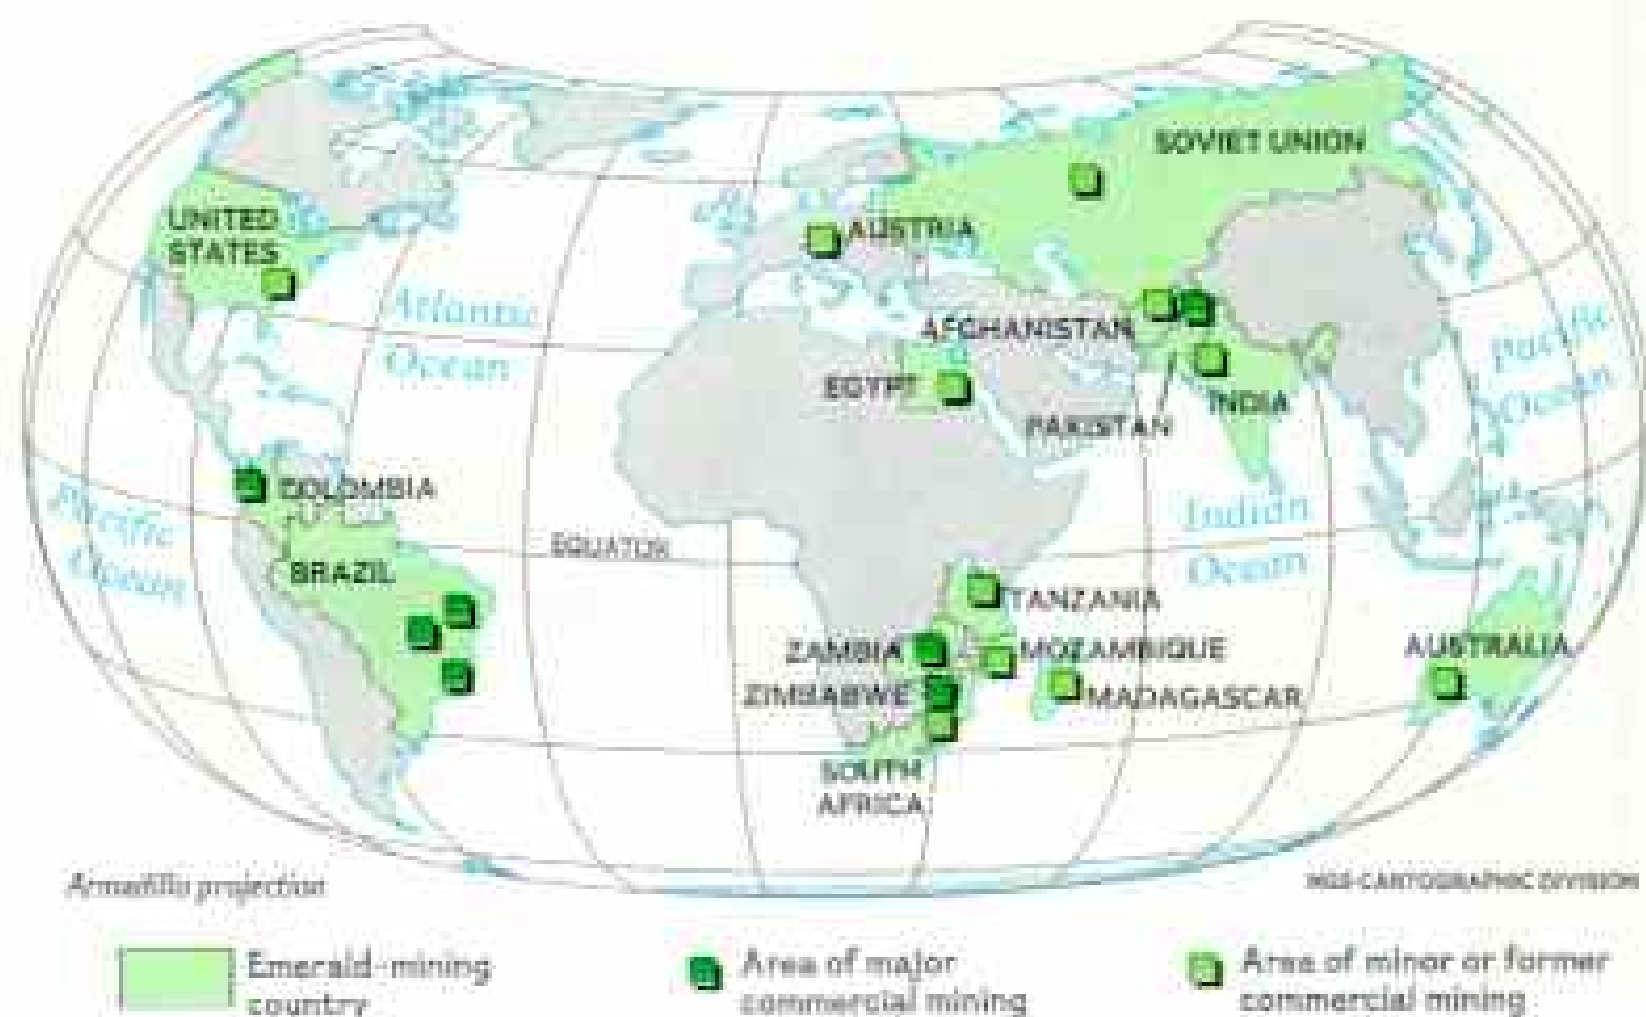 SOVIET UNION
UNITED
STATES
AUSTRIA
Atlantic
Ocean
AFGHANISTAN
Pacific
Ocean
EGYPT
INDIA
PAKISTAN
COLOMBIA
Pacific
Ocean
Indian
Ocean
EQUATOR
BRAZIL
TANZANIA
ZAMBIA
MOZAMBIQUE
AUSTRALIA
ZIMBABWE
MADAGASCAR
SOUTH
AFRICA
Armadillo projection
NGS CARTOGRAPHIC DIVISION
Emerald-mining
country
Area of major
commercial mining
Area of minor or former
commercial mining